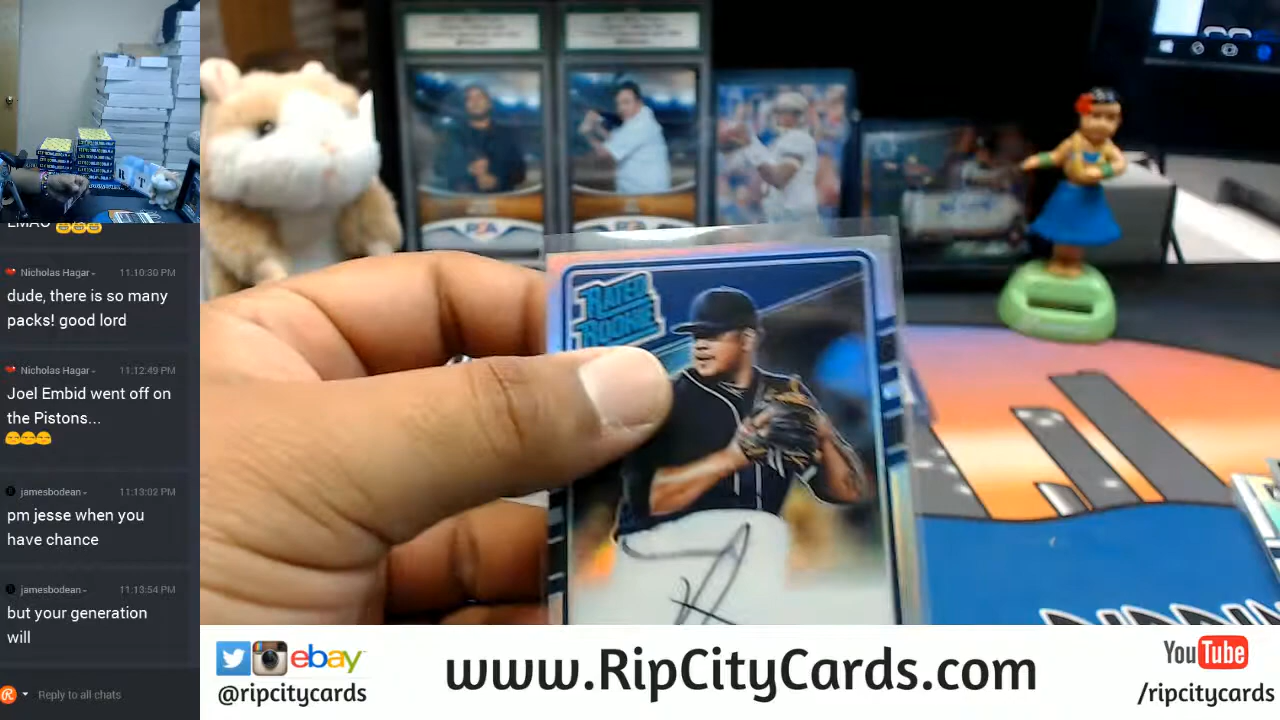 LMAO
Nicholas Hagar - 11:10:30 PM
dude, there is so many
packs! good lord
Nicholas Hagar - 11:12:49 PM
Joel Embid went off on
the Pistons...
jamesbodean - 11:13:02 PM
pm jesse when you
have chance
jamesbodean - 11:13:54 PM
but your generation
will
Reply to all chats
RATED
ROOKIE
PSA
ebay
@ripcitycards
www.RipCityCards.com
YouTube
/ripcitycards